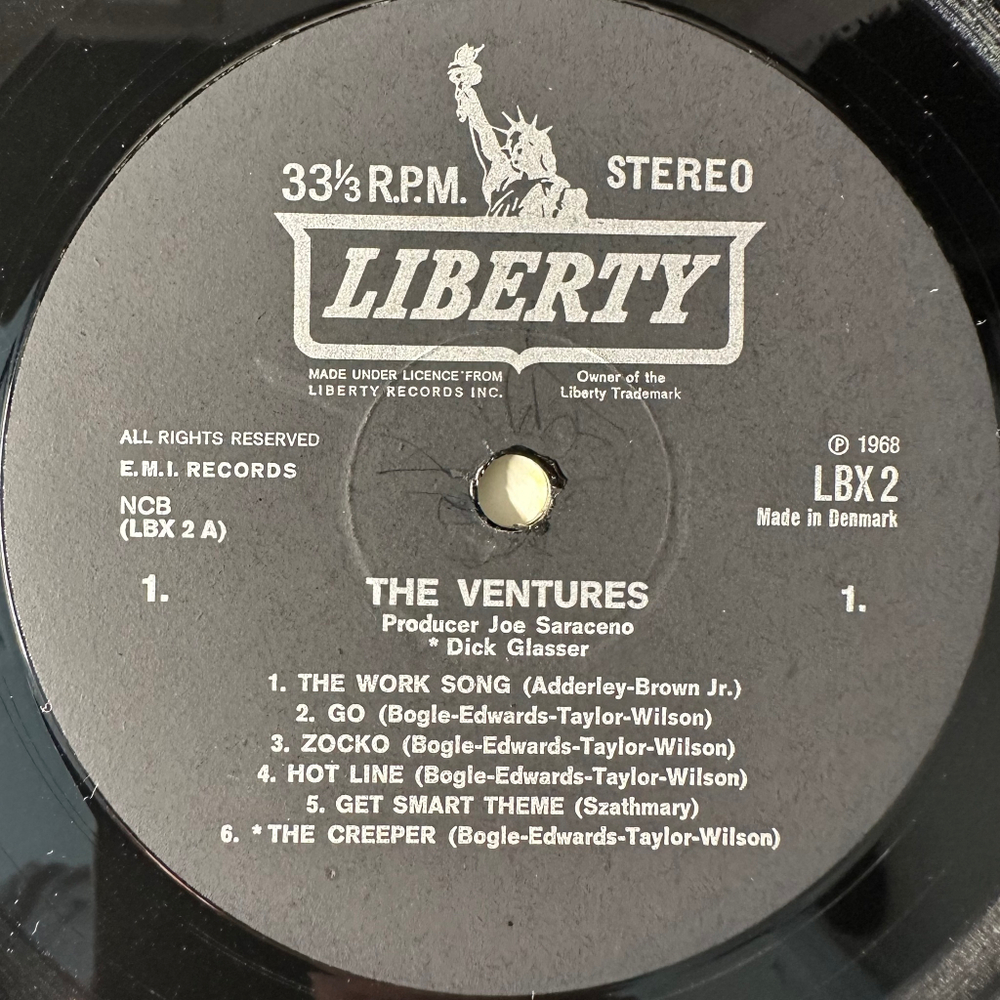 33⅓ R.P.M.
STEREO
LIBERTY
MADE UNDER LICENCE FROM
LIBERTY RECORDS INC.
Owner of the
Liberty Trademark
ALL RIGHTS RESERVED
E.M.I. RECORDS
NCB
(LBX 2 A)
℗ 1968
LBX 2
Made in Denmark
1.
1.
THE VENTURES
Producer Joe Saraceno
* Dick Glasser
1. THE WORK SONG (Adderley-Brown Jr.)
2. GO (Bogle-Edwards-Taylor-Wilson)
3. ZOCKO (Bogle-Edwards-Taylor-Wilson)
4. HOT LINE (Bogle-Edwards-Taylor-Wilson)
5. GET SMART THEME (Szathmary)
6. * THE CREEPER (Bogle-Edwards-Taylor-Wilson)